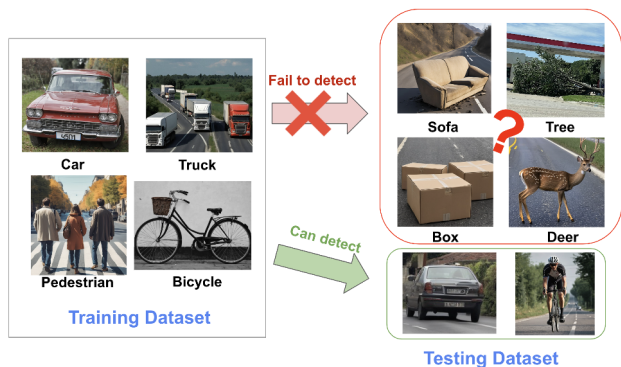 Fail to detect
Car
Truck
Pedestrian
Bicycle
Training Dataset
Sofa
Tree
?
Box
Deer
Can detect
Testing Dataset